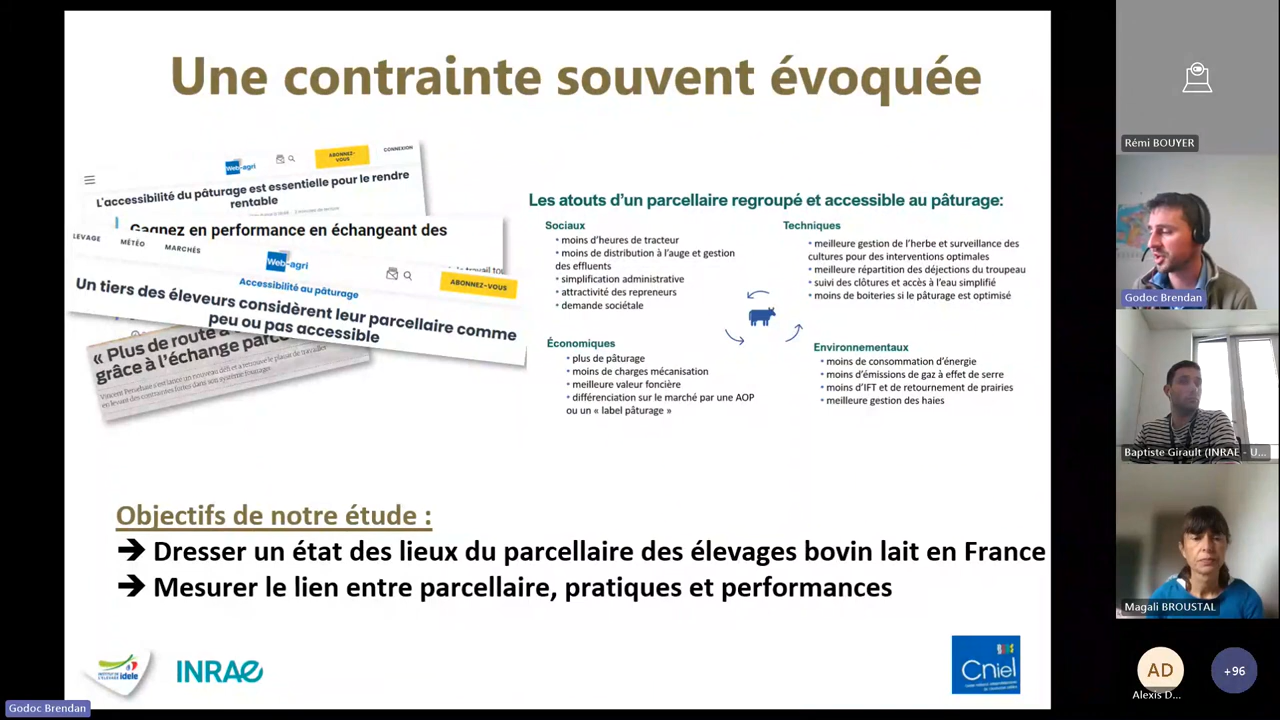 Une contrainte souvent évoquée
Web-agri
ABONNEZ-VOUS
CONNEXION
L'accessibilité du pâturage est essentielle pour le rendre
rentable
Gagnez en performance en échangeant des
LEVAGE MÉTÉO MARCHÉS
Web-agri
ABONNEZ-VOUS
Accessibilité au pâturage
Un tiers des éleveurs considèrent leur parcellaire comme
peu ou pas accessible
« Plus de route à
grâce à l'échange parc
Les atouts d'un parcellaire regroupé et accessible au pâturage:
Sociaux
• moins d'heures de tracteur
• moins de distribution à l'auge et gestion
des effluents
• simplification administrative
• attractivité des repreneurs
• demande sociétale
Techniques
• meilleure gestion de l'herbe et surveillance des
cultures pour des interventions optimales
• meilleure répartition des déjections du troupeau
• suivi des clôtures et accès à l'eau simplifié
• moins de boiteries si le pâturage est optimisé
Économiques
• plus de pâturage
• moins de charges mécanisation
• meilleure valeur foncière
• différenciation sur le marché par une AOP
ou un « label pâturage »
Environnementaux
• moins de consommation d'énergie
• moins d'émissions de gaz à effet de serre
• moins d'IFT et de retournement de prairies
• meilleure gestion des haies
Objectifs de notre étude :
➔ Dresser un état des lieux du parcellaire des élevages bovin lait en France
➔ Mesurer le lien entre parcellaire, pratiques et performances
INSTITUT DE L'ÉLEVAGE idele
INRAE
Cniel
Godoc Brendan
Rémi BOUYER
Godoc Brendan
Baptiste Girault (INRAE - U...
Magali BROUSTAL
AD
Alexis D...
+96